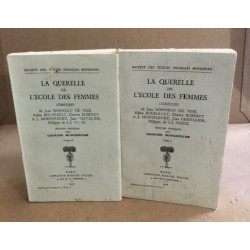 SOCIÉTÉ DES TEXTES FRANÇAIS MODERNES
LA QUERELLE
DE
L'ECOLE DES FEMMES
COMÉDIES
de Jean DONNEAU DE VISÉ,
Edme BOURSAULT, Charles ROBINET,
A. J. MONTFLEURY, Jean CHEVALIER,
Philippe de LA CROIX
ÉDITION CRITIQUE
PAR
GEORGES MONGRÉDIEN
PARIS
LIBRAIRIE MARCEL DIDIER
SOCIÉTÉ DES TEXTES FRANÇAIS MODERNES
LA QUERELLE
DE
L'ECOLE DES FEMMES
COMÉDIES
de Jean DONNEAU DE VISÉ,
Edme BOURSAULT, Charles ROBINET,
A. J. MONTFLEURY, Jean CHEVALIER,
Philippe de LA CROIX
ÉDITION CRITIQUE
PAR
GEORGES MONGRÉDIEN
PARIS
LIBRAIRIE MARCEL DIDIER